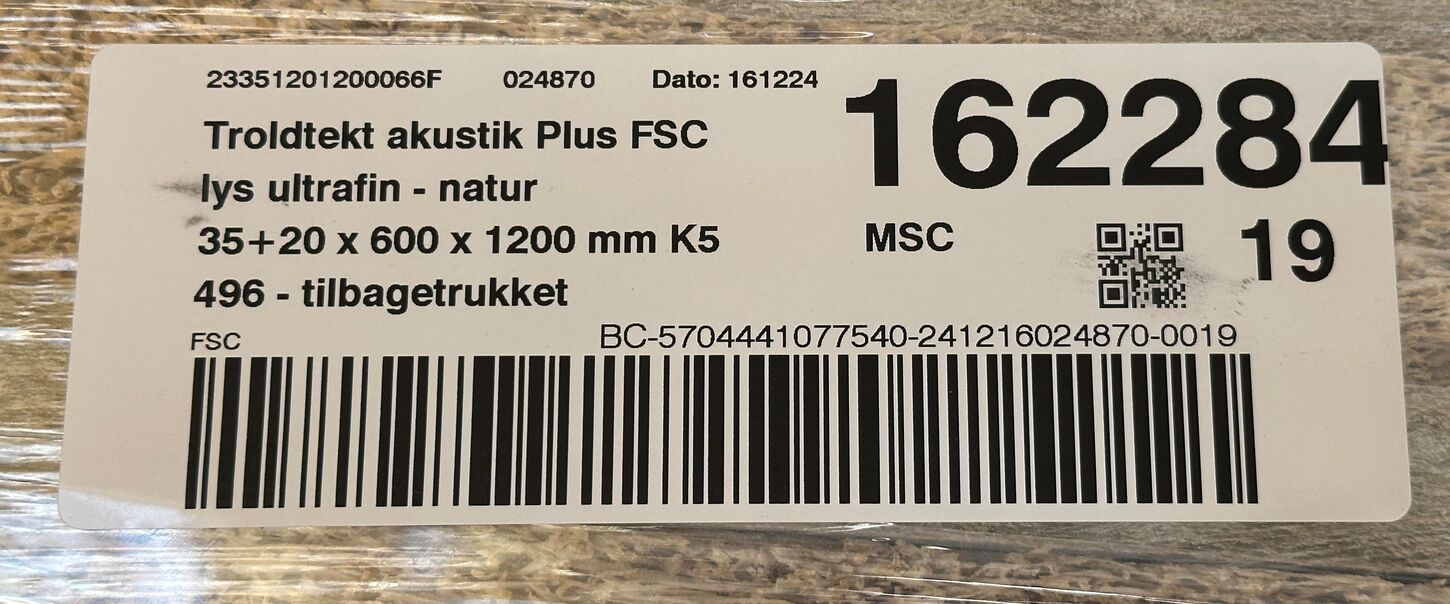 23351201200066F 024870 Dato: 161224
162284
Troldtekt akustik Plus FSC
lys ultrafin - natur
35+20 x 600 x 1200 mm K5 MSC 19
496 - tilbagetrukket
FSC BC-5704441077540-241216024870-0019